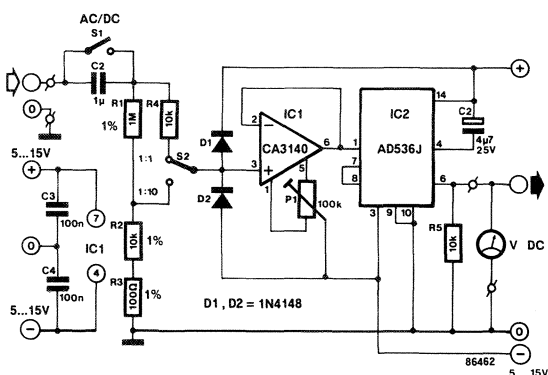 AC/DC
S1
C2
1µ
0
R1
1M
1%
R4
10k
1:1
S2
1:10
R2
10k
1%
R3
100Ω
1%
5...15V
+
C3
100n
7
0
IC1
C4
100n
4
5...15V
−
D1
D2
D1, D2 = 1N4148
IC1
CA3140
2
−
3
+
6
5
1
P1
100k
IC2
AD536J
1
7
8
3
9
10
14
4
6
C2
4µ7
25V
+
R5
10k
V DC
0
−
86462
5 15V